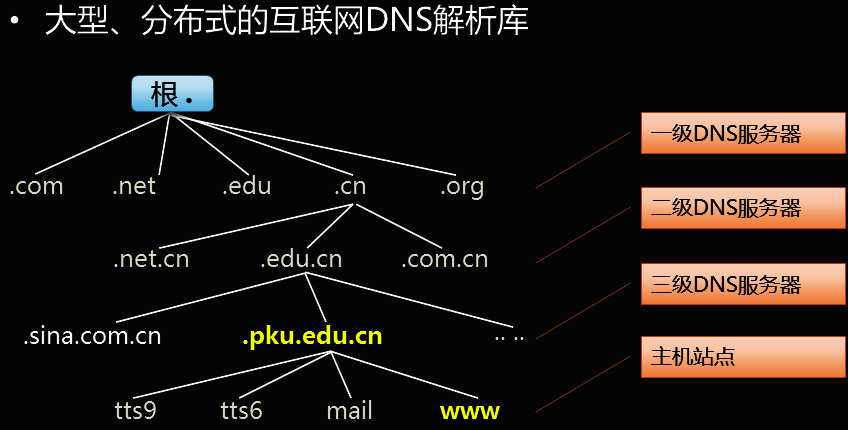 • 大型、分布式的互联网DNS解析库
根 .
一级DNS服务器
.com .net .edu .cn .org
二级DNS服务器
.net.cn .edu.cn .com.cn
三级DNS服务器
.sina.com.cn .pku.edu.cn .. ..
主机站点
tts9 tts6 mail www